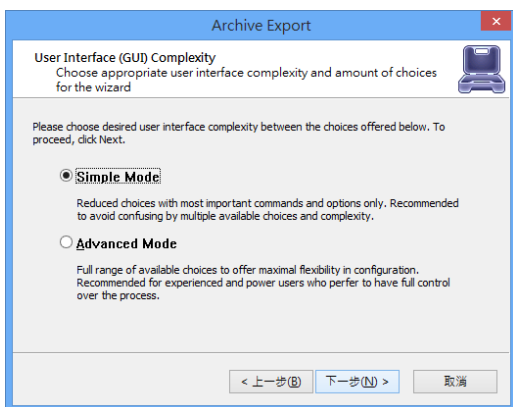 Archive Export
User Interface (GUI) Complexity
Choose appropriate user interface complexity and amount of choices
for the wizard
Please choose desired user interface complexity between the choices offered below. To
proceed, click Next.
Simple Mode
Reduced choices with most important commands and options only. Recommended
to avoid confusing by multiple available choices and complexity.
Advanced Mode
Full range of available choices to offer maximal flexibility in configuration.
Recommended for experienced and power users who perfer to have full control
over the process.
< 上一步(B) 下一步(N) > 取消